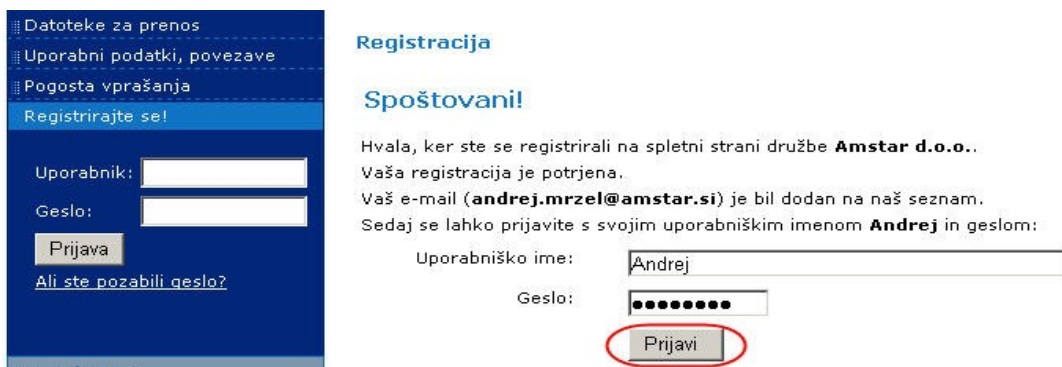 Datoteke za prenos
Uporabni podatki, povezave
Pogosta vprašanja
Registrirajte se!
Uporabnik:
Geslo:
Prijava
Ali ste pozabili geslo?
Registracija
Spoštovani!
Hvala, ker ste se registrirali na spletni strani družbe Amstar d.o.o..
Vaša registracija je potrjena.
Vaš e-mail (andrej.mrzel@amstar.si) je bil dodan na naš seznam.
Sedaj se lahko prijavite s svojim uporabniškim imenom Andrej in geslom:
Uporabniško ime: Andrej
Geslo: ●●●●●●●●
Prijavi